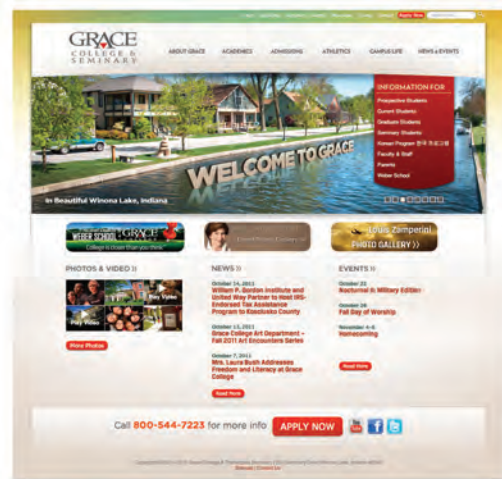 Apply Now
GRACE
COLLEGE &
SEMINARY
ABOUT GRACE ACADEMICS ADMISSIONS ATHLETICS CAMPUS LIFE NEWS & EVENTS
INFORMATION FOR
Prospective Students
Current Students
Graduate Students
Seminary Students
Korean Program 한국 프로그램
Faculty & Staff
Parents
Weber School
WELCOME TO GRACE
In Beautiful Winona Lake, Indiana
WEBER SCHOOL GRACE
College is closer than you think
Louis Zamperini
PHOTO GALLERY >>
PHOTOS & VIDEO >>
Play Video
Play Video
More Photos
NEWS >>
October 14, 2011
William P. Gordon Institute and
United Way Partner to Host IRS-
Endorsed Tax Assistance
Program to Kosciusko County
October 13, 2011
Grace College Art Department –
Fall 2011 Art Encounters Series
October 7, 2011
Mrs. Laura Bush Addresses
Freedom and Literacy at Grace
College
Read More
EVENTS >>
October 22
Nocturnal 6: Military Edition
October 28
Fall Day of Worship
November 4-6
Homecoming
Read More
Call 800-544-7223 for more info APPLY NOW